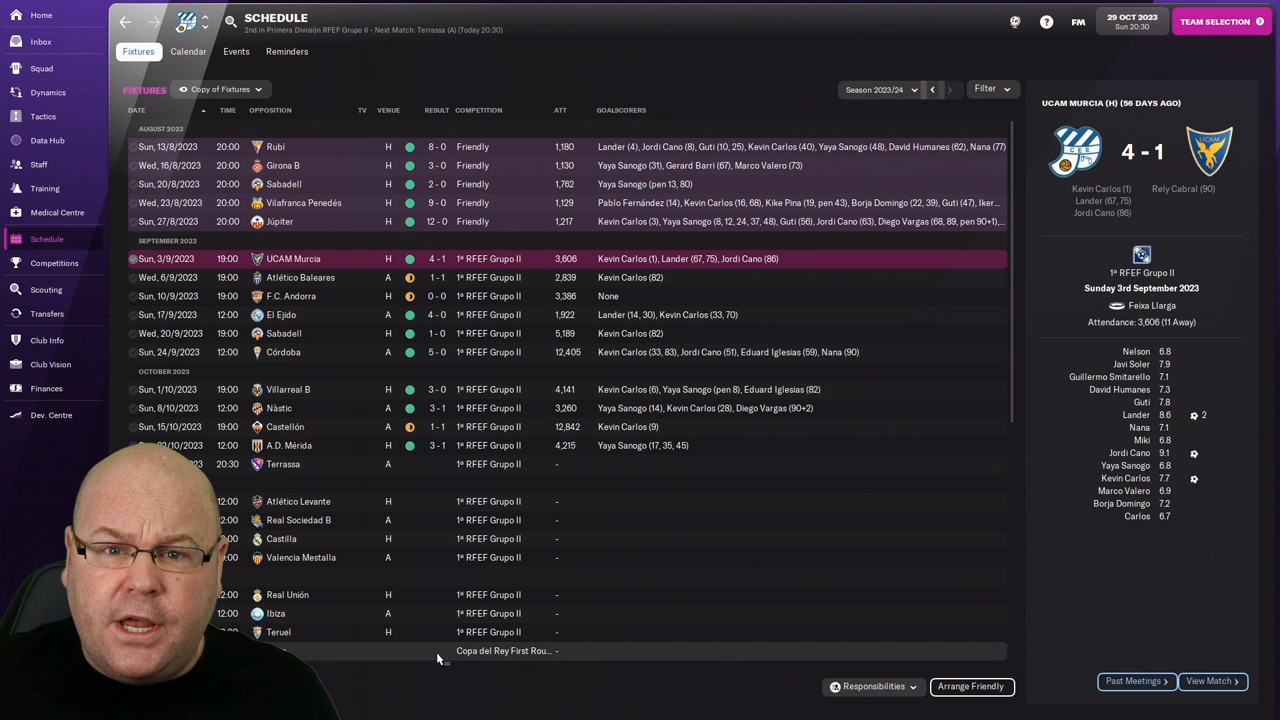 Home
Inbox
Squad
Dynamics
Tactics
Data Hub
Staff
Training
Medical Centre
Schedule
Competitions
Scouting
Transfers
Club Info
Club Vision
Finances
Dev. Centre
SCHEDULE
2nd in Primera División RFEF Grupo II - Next Match: Terrassa (A) (Today 20:30)
FM
29 OCT 2023
Sun 20:30
TEAM SELECTION
Fixtures Calendar Events Reminders
FIXTURES Copy of Fixtures Season 2023/24 Filter
DATE TIME OPPOSITION TV VENUE RESULT COMPETITION ATT GOALSCORERS
AUGUST 2023
Sun, 13/8/2023 20:00 Rubí H 8 - 0 Friendly 1,180 Lander (4), Jordi Cano (8), Guti (10, 25), Kevin Carlos (40), Yaya Sanogo (48), David Humanes (62), Nana (77)
Wed, 16/8/2023 20:00 Girona B H 3 - 0 Friendly 1,130 Yaya Sanogo (31), Gerard Barri (67), Marco Valero (73)
Sun, 20/8/2023 20:00 Sabadell H 2 - 0 Friendly 1,762 Yaya Sanogo (pen 13, 80)
Wed, 23/8/2023 20:00 Vilafranca Penedés H 9 - 0 Friendly 1,129 Pablo Fernández (14), Kevin Carlos (16, 68), Kike Pina (19, pen 43), Borja Domingo (22, 39), Guti (67), Iker...
Sun, 27/8/2023 20:00 Júpiter H 12 - 0 Friendly 1,217 Kevin Carlos (3), Yaya Sanogo (8, 12, 24, 37, 48), Guti (56), Jordi Cano (63), Diego Vargas (68, 89, pen 90+1),...
SEPTEMBER 2023
Sun, 3/9/2023 19:00 UCAM Murcia H 4 - 1 1ª RFEF Grupo II 3,606 Kevin Carlos (1), Lander (67, 75), Jordi Cano (86)
Wed, 6/9/2023 19:00 Atlético Baleares A 1 - 1 1ª RFEF Grupo II 2,839 Kevin Carlos (82)
Sun, 10/9/2023 19:00 F.C. Andorra H 0 - 0 1ª RFEF Grupo II 3,386 None
Sun, 17/9/2023 12:00 El Ejido A 4 - 0 1ª RFEF Grupo II 1,922 Lander (14, 30), Kevin Carlos (33, 70)
Wed, 20/9/2023 19:00 Sabadell H 1 - 0 1ª RFEF Grupo II 5,189 Kevin Carlos (82)
Sun, 24/9/2023 12:00 Córdoba A 5 - 0 1ª RFEF Grupo II 12,405 Kevin Carlos (33, 83), Jordi Cano (51), Eduard Iglesias (59), Nana (90)
OCTOBER 2023
Sun, 1/10/2023 19:00 Villarreal B H 3 - 0 1ª RFEF Grupo II 4,141 Kevin Carlos (6), Yaya Sanogo (pen 8), Eduard Iglesias (82)
Sun, 8/10/2023 12:00 Nàstic A 3 - 1 1ª RFEF Grupo II 3,260 Yaya Sanogo (14), Kevin Carlos (28), Diego Vargas (90+2)
Sun, 15/10/2023 19:00 Castellón A 1 - 1 1ª RFEF Grupo II 12,842 Kevin Carlos (9)
12:00 A.D. Mérida H 3 - 1 1ª RFEF Grupo II 4,215 Yaya Sanogo (17, 35, 45)
20:30 Terrassa A 1ª RFEF Grupo II -
12:00 Atlético Levante H 1ª RFEF Grupo II -
Real Sociedad B A 1ª RFEF Grupo II -
Castilla H 1ª RFEF Grupo II -
Valencia Mestalla A 1ª RFEF Grupo II -
12:00 Real Unión H 1ª RFEF Grupo II -
12:00 Ibiza A 1ª RFEF Grupo II -
Teruel H 1ª RFEF Grupo II -
Copa del Rey First Rou... -
Responsibilities Arrange Friendly
UCAM MURCIA (H) (56 DAYS AGO)
4 - 1
Kevin Carlos (1) Rely Cabral (90)
Lander (67, 75)
Jordi Cano (86)
1ª RFEF Grupo II
Sunday 3rd September 2023
Feixa Llarga
Attendance: 3,606 (11 Away)
Nelson 6.8
Javi Soler 7.9
Guillermo Smitarello 7.1
David Humanes 7.3
Guti 7.8
Lander 8.6 2
Nana 7.1
Miki 6.8
Jordi Cano 9.1
Yaya Sanogo 6.8
Kevin Carlos 7.7
Marco Valero 6.9
Borja Domingo 7.2
Carlos 6.7
Past Meetings View Match